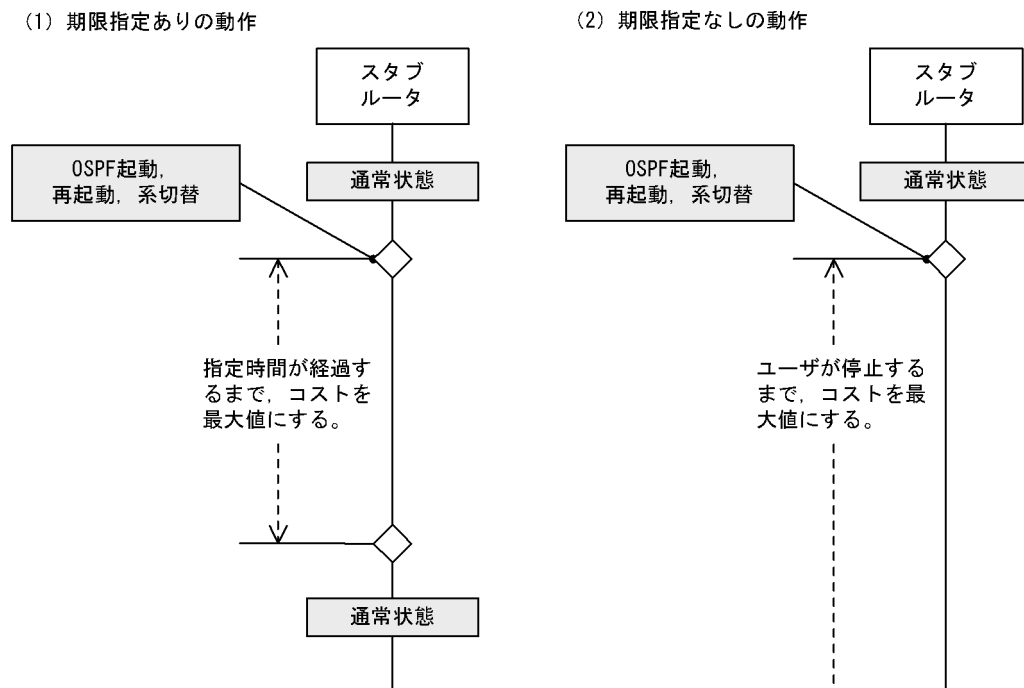 (1) 期限指定ありの動作
スタブ
ルータ
OSPF起動,
再起動, 系切替
通常状態
指定時間が経過す
るまで, コストを
最大値にする。
通常状態
(2) 期限指定なしの動作
スタブ
ルータ
OSPF起動,
再起動, 系切替
通常状態
ユーザが停止する
まで, コストを最
大値にする。